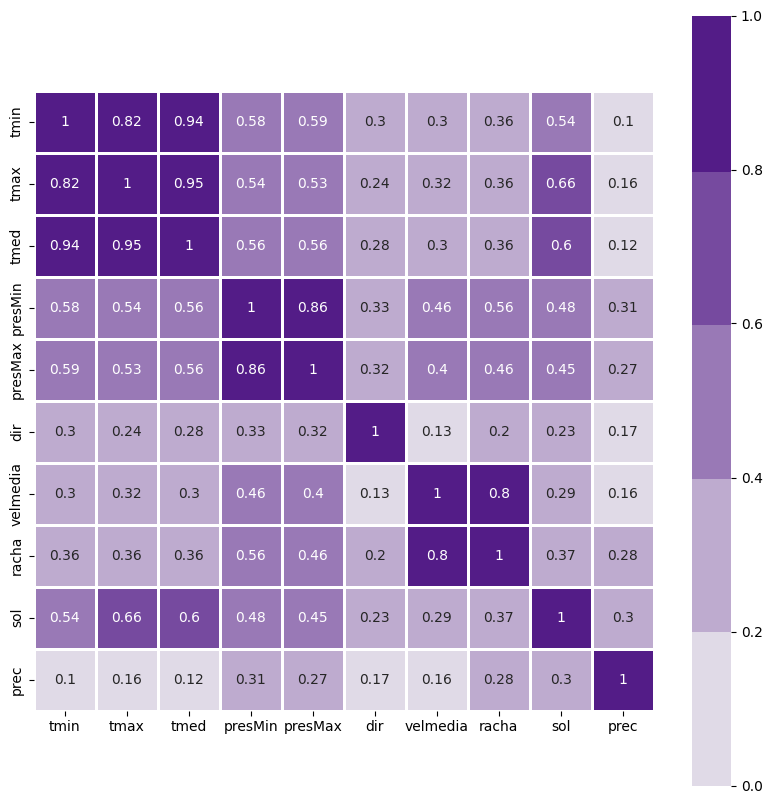 1.0
tmin 1 0.82 0.94 0.58 0.59 0.3 0.3 0.36 0.54 0.1
0.8
tmax 0.82 1 0.95 0.54 0.53 0.24 0.32 0.36 0.66 0.16
tmed 0.94 0.95 1 0.56 0.56 0.28 0.3 0.36 0.6 0.12
presMin 0.58 0.54 0.56 1 0.86 0.33 0.46 0.56 0.48 0.31
0.6
presMax 0.59 0.53 0.56 0.86 1 0.32 0.4 0.46 0.45 0.27
dir 0.3 0.24 0.28 0.33 0.32 1 0.13 0.2 0.23 0.17
0.4
velmedia 0.3 0.32 0.3 0.46 0.4 0.13 1 0.8 0.29 0.16
racha 0.36 0.36 0.36 0.56 0.46 0.2 0.8 1 0.37 0.28
sol 0.54 0.66 0.6 0.48 0.45 0.23 0.29 0.37 1 0.3
0.2
prec 0.1 0.16 0.12 0.31 0.27 0.17 0.16 0.28 0.3 1
tmin tmax tmed presMin presMax dir velmedia racha sol prec
0.0